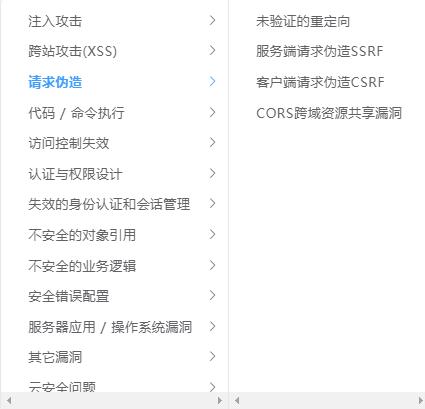 注入攻击
跨站攻击(XSS)
请求伪造
代码 / 命令执行
访问控制失效
认证与权限设计
失效的身份认证和会话管理
不安全的对象引用
不安全的业务逻辑
安全错误配置
服务器应用 / 操作系统漏洞
其它漏洞
云安全问题
未验证的重定向
服务端请求伪造SSRF
客户端请求伪造CSRF
CORS跨域资源共享漏洞